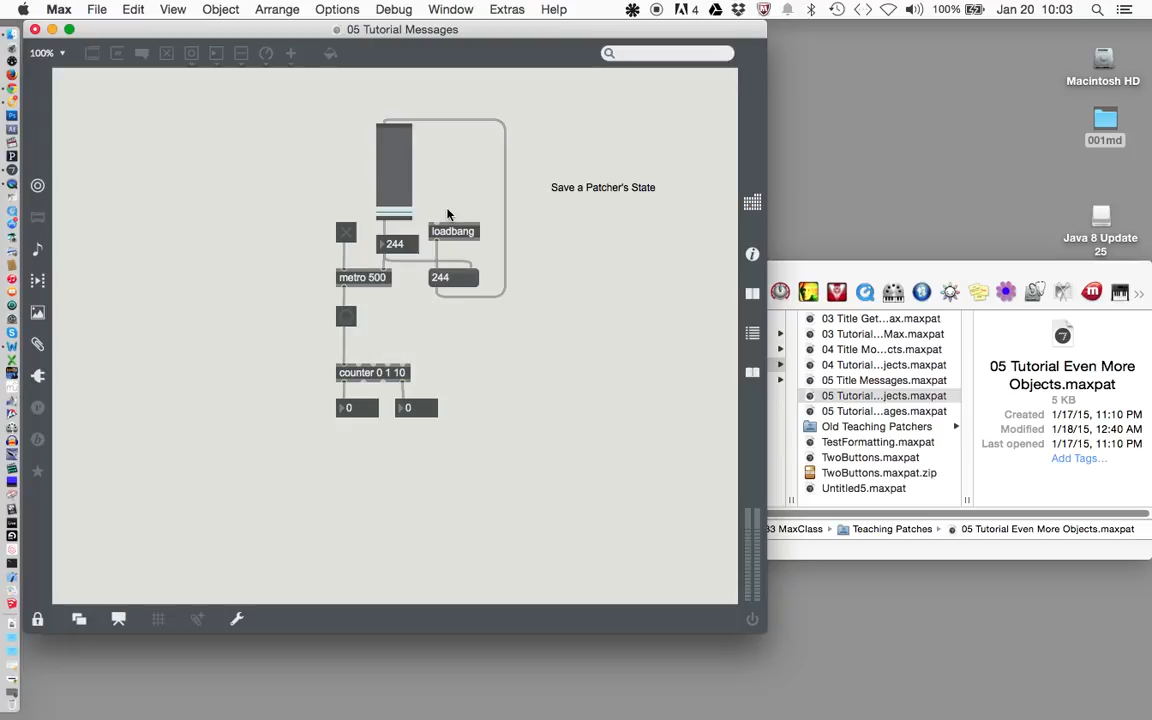 Max File Edit View Object Arrange Options Debug Window Extras Help
4 100% Jan 20 10:03
05 Tutorial Messages
100%
Macintosh HD
001md
Save a Patcher's State
loadbang
244
metro 500
244
Java 8 Update
25
counter 0 1 10
0
0
03 Title Get...ax.maxpat
03 Tutorial...Max.maxpat
04 Title Mo...cts.maxpat
04 Tutorial...jects.maxpat
05 Title Messages.maxpat
05 Tutorial...jects.maxpat
05 Tutorial...ages.maxpat
Old Teaching Patchers
TestFormatting.maxpat
TwoButtons.maxpat
TwoButtons.maxpat.zip
Untitled5.maxpat
05 Tutorial Even More
Objects.maxpat
5 KB
Created 1/17/15, 11:10 PM
Modified 1/18/15, 12:40 AM
Last opened 1/17/15, 11:10 PM
Add Tags...
33 MaxClass Teaching Patches 05 Tutorial Even More Objects.maxpat